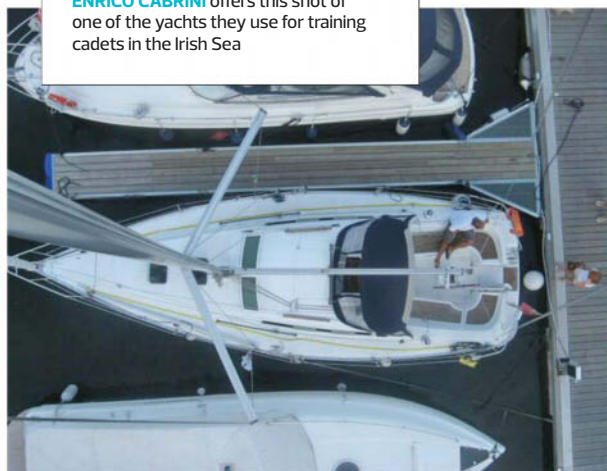 ENRICO CABRINI offers this shot of
one of the yachts they use for training
cadets in the Irish Sea